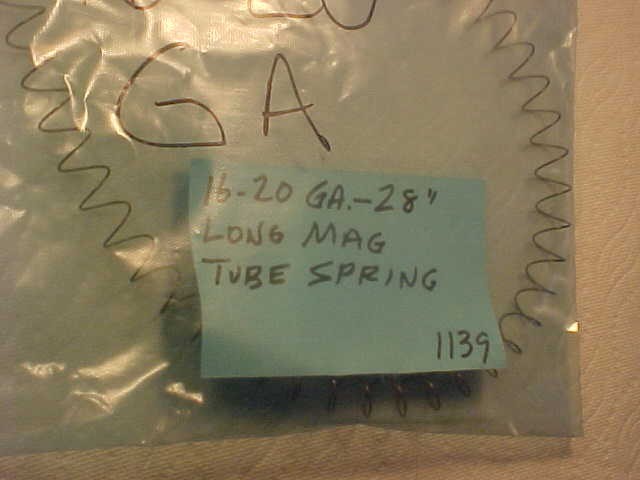 GA
16-20 GA.-28"
LONG MAG
TUBE SPRING
1139